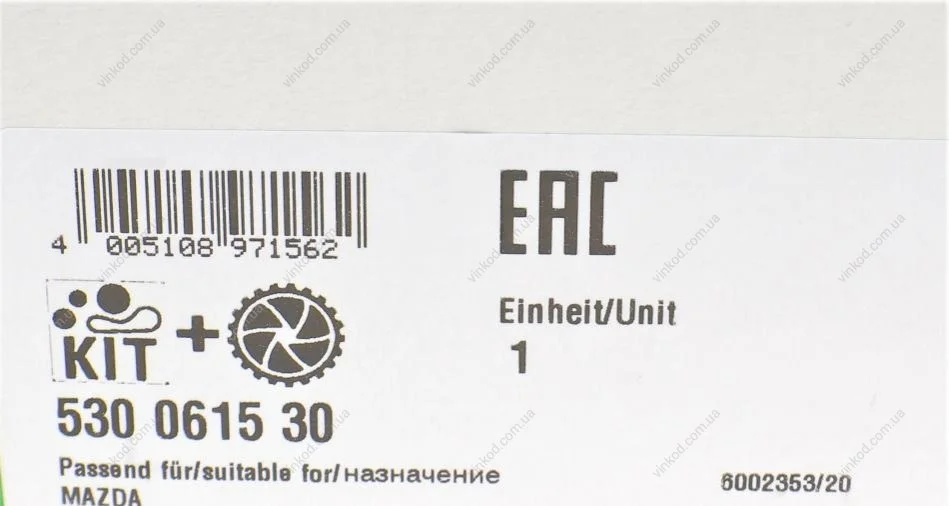 EAC
4 005108 971562
Einheit/Unit
1
KIT +
530 0615 30
Passend für/suitable for/назначение
MAZDA
6002353/20
vinkod.com.ua